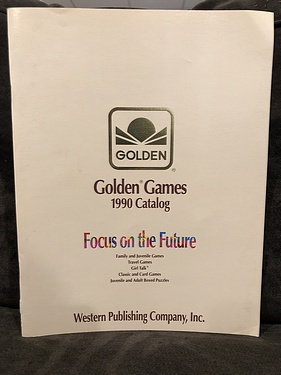 GOLDEN
®
Golden® Games
1990 Catalog
Focus on the Future
Family and Juvenile Games
Travel Games
Girl Talk™
Classic and Card Games
Juvenile and Adult Boxed Puzzles
Western Publishing Company, Inc.